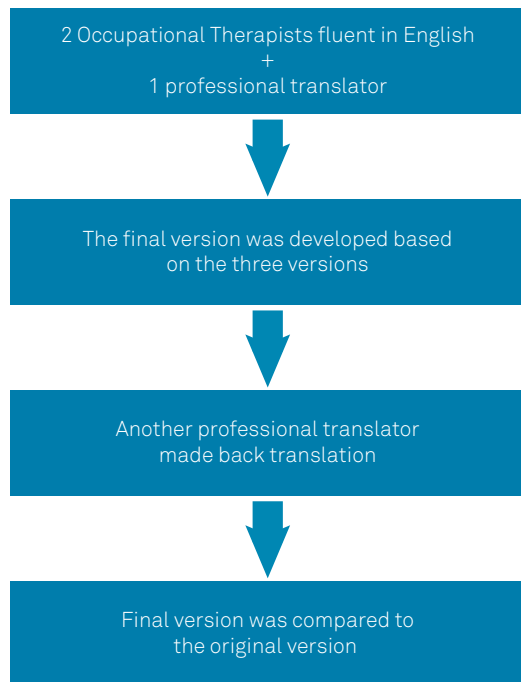 2 Occupational Therapists fluent in English
+
1 professional translator
The final version was developed based
on the three versions
Another professional translator
made back translation
Final version was compared to
the original version